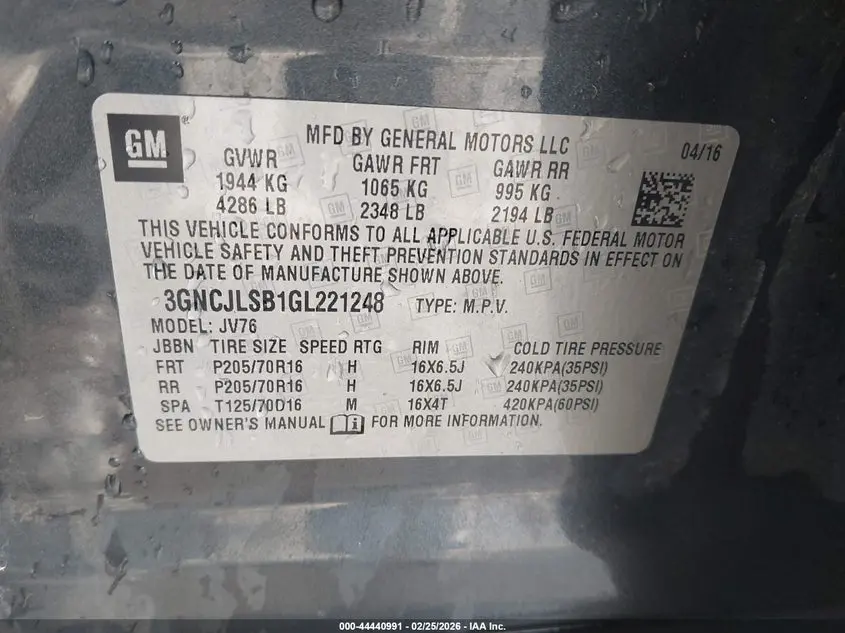 GM
MFD BY GENERAL MOTORS LLC 04/16
GVWR GAWR FRT GAWR RR
1944 KG 1065 KG 995 KG
4286 LB 2348 LB 2194 LB
THIS VEHICLE CONFORMS TO ALL APPLICABLE U.S. FEDERAL MOTOR
VEHICLE SAFETY AND THEFT PREVENTION STANDARDS IN EFFECT ON
THE DATE OF MANUFACTURE SHOWN ABOVE.
3GNCJLSB1GL221248 TYPE: M.P.V.
MODEL: JV76
JBBN TIRE SIZE SPEED RTG RIM COLD TIRE PRESSURE
FRT P205/70R16 H 16X6.5J 240KPA(35PSI)
RR P205/70R16 H 16X6.5J 240KPA(35PSI)
SPA T125/70D16 M 16X4T 420KPA(60PSI)
SEE OWNER'S MANUAL i FOR MORE INFORMATION.
000-44440991 / 02/25/2026 - IAA Inc.